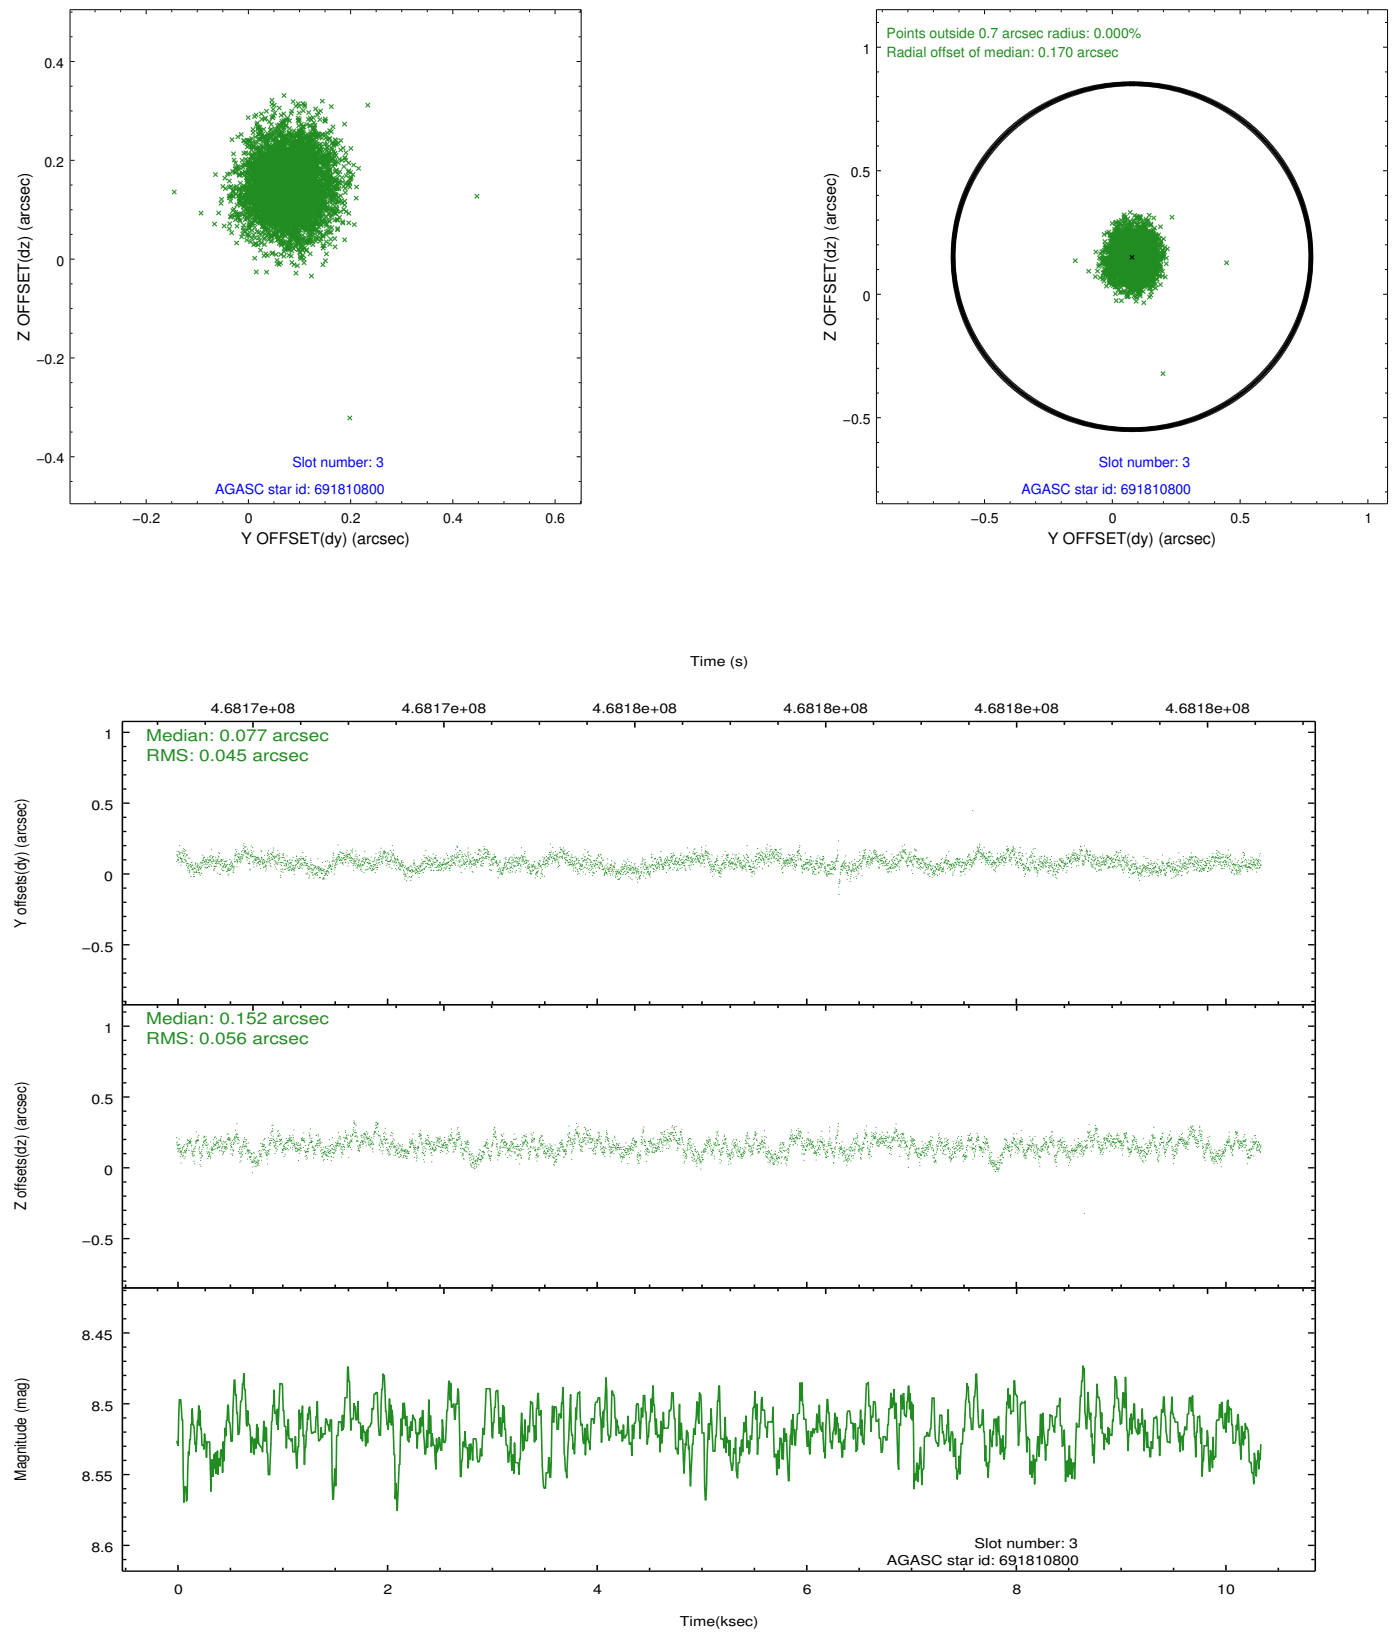 0.4
0.2
0
−0.2
−0.4
Z OFFSET(dz) (arcsec)
Slot number: 3
AGASC star id: 691810800
−0.2 0 0.2 0.4 0.6
Y OFFSET(dy) (arcsec)
Points outside 0.7 arcsec radius: 0.000%
Radial offset of median: 0.170 arcsec
1
0.5
0
−0.5
Z OFFSET(dz) (arcsec)
Slot number: 3
AGASC star id: 691810800
−0.5 0 0.5 1
Y OFFSET(dy) (arcsec)
Time (s)
4.6817e+08 4.6817e+08 4.6818e+08 4.6818e+08 4.6818e+08 4.6818e+08
Median: 0.077 arcsec
RMS: 0.045 arcsec
1
0.5
0
−0.5
Y offsets(dy) (arcsec)
Median: 0.152 arcsec
RMS: 0.056 arcsec
1
0.5
0
−0.5
Z offsets(dz) (arcsec)
8.45
8.5
8.55
8.6
Magnitude (mag)
Slot number: 3
AGASC star id: 691810800
0 2 4 6 8 10
Time(ksec)